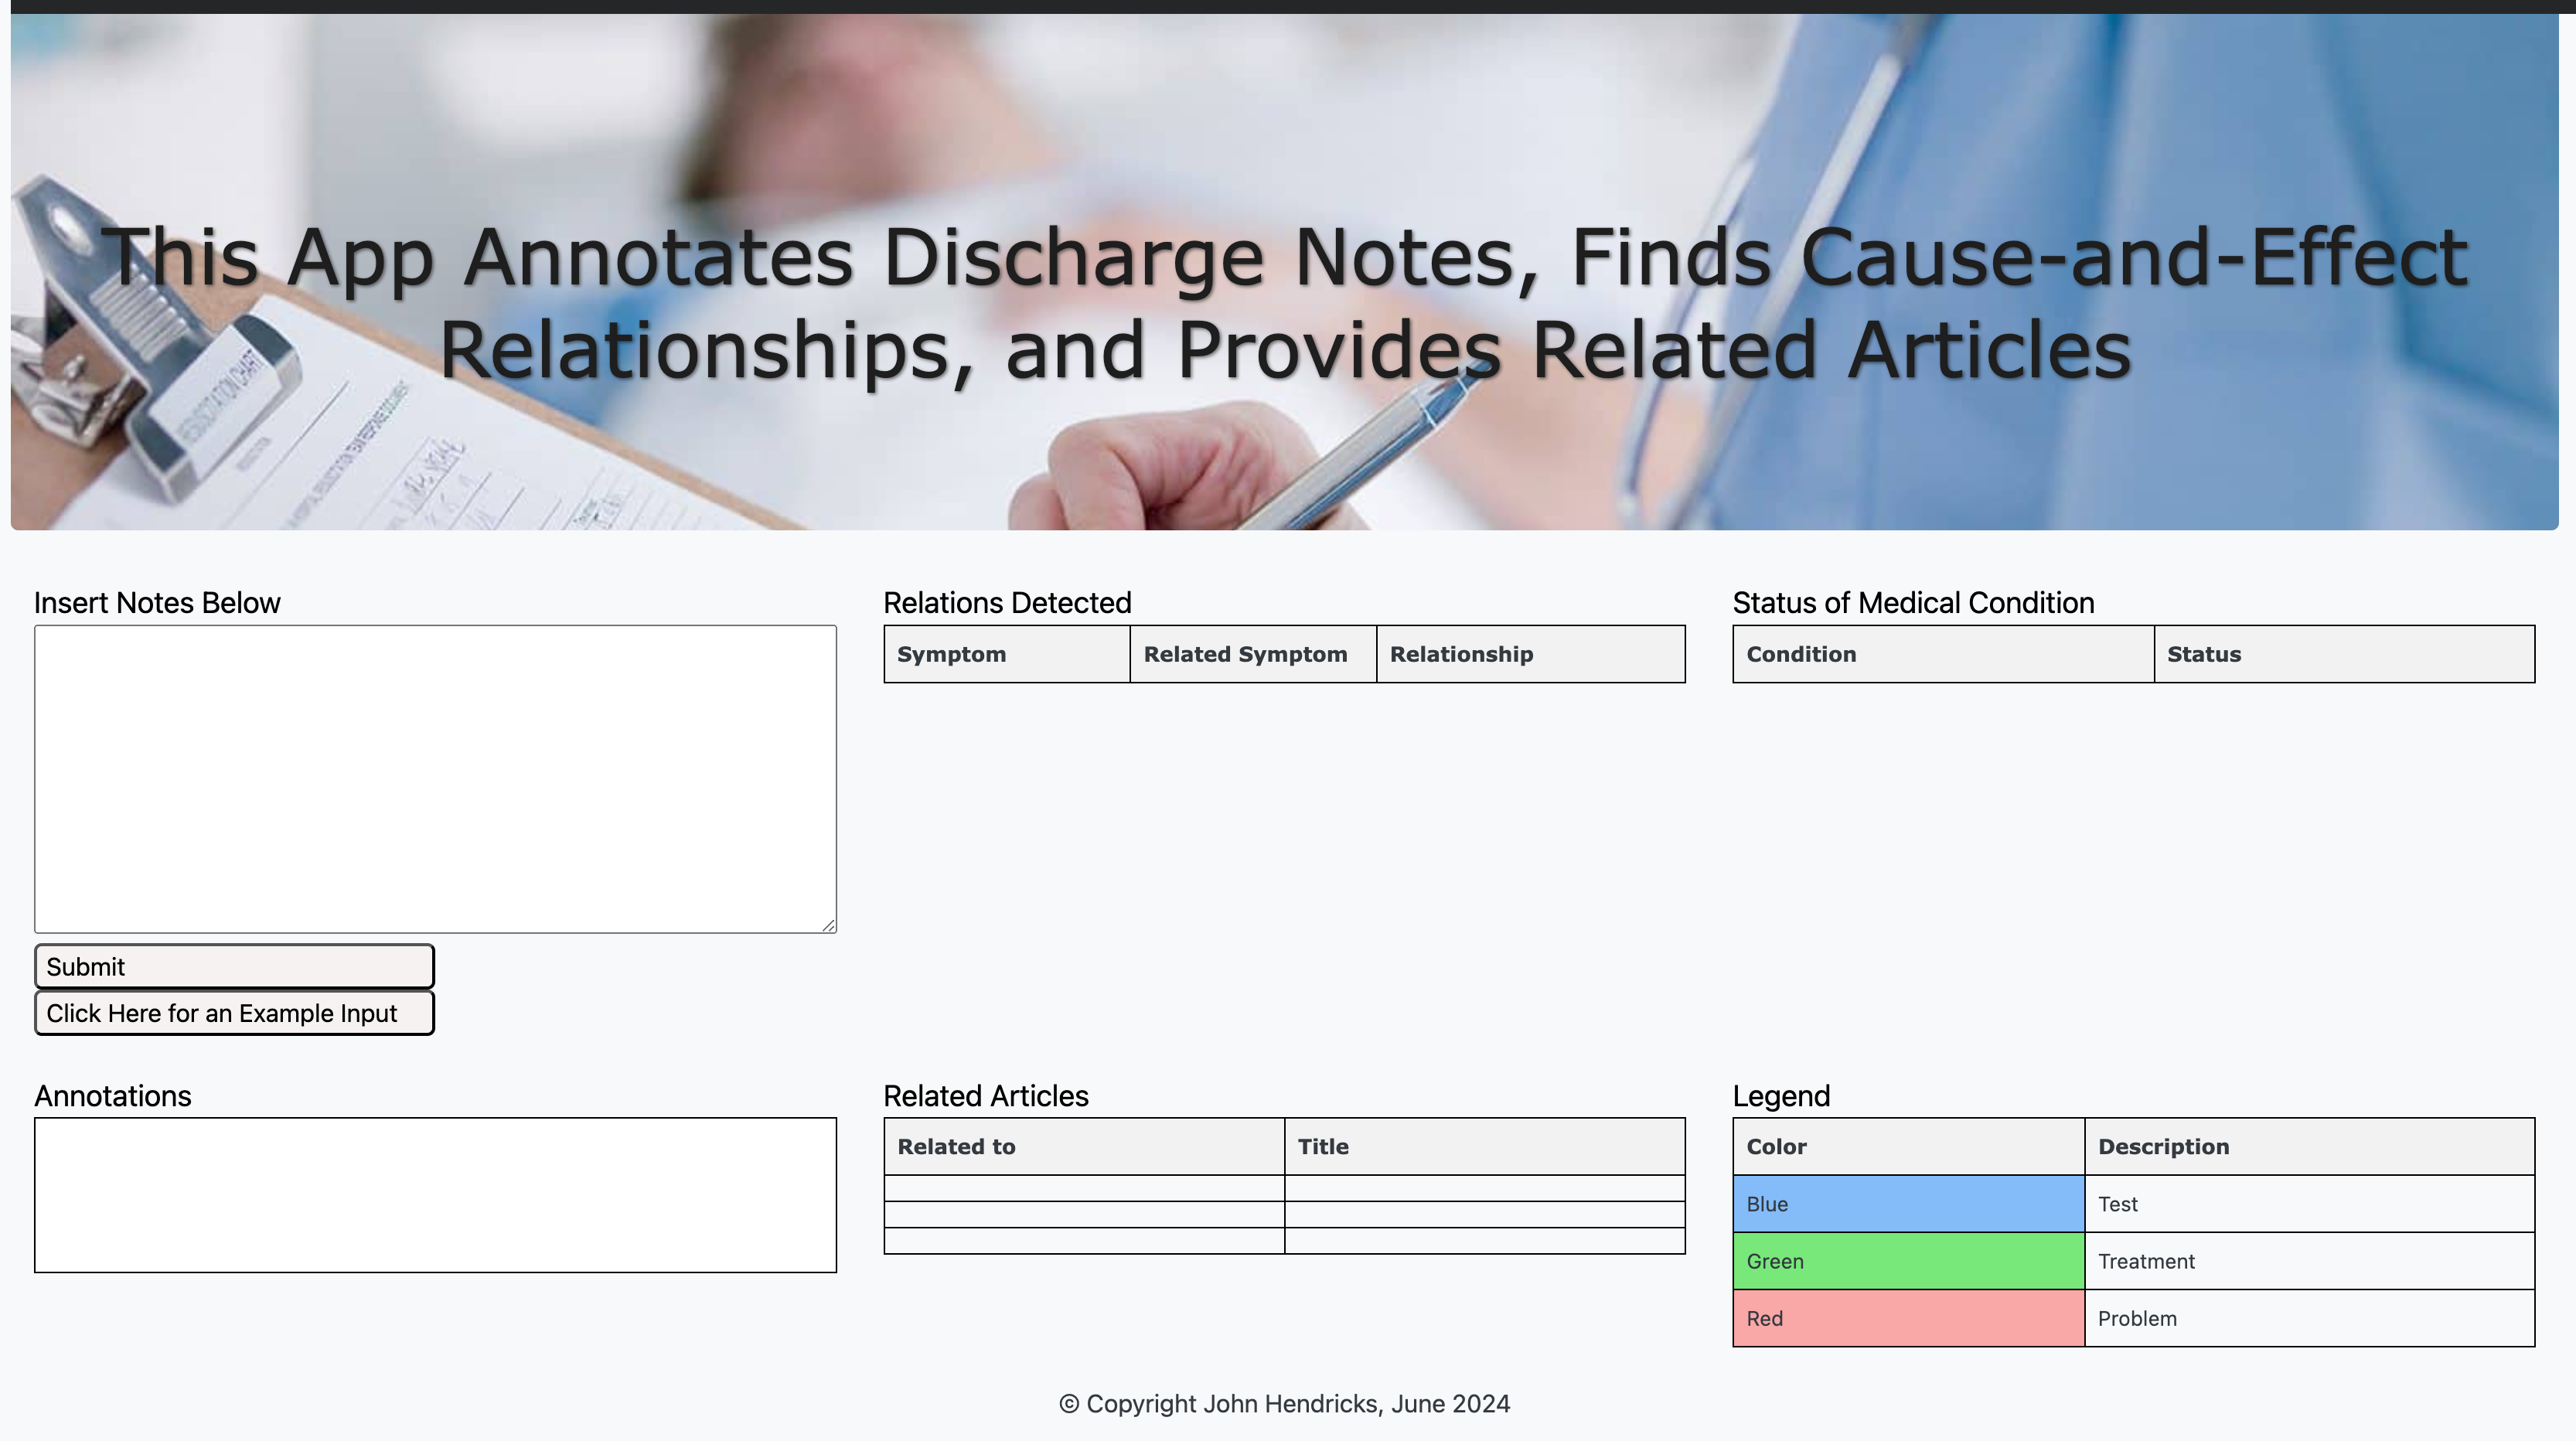 This App Annotates Discharge Notes, Finds Cause-and-Effect
Relationships, and Provides Related Articles
RESUSCITATION CHART
Insert Notes Below
Submit
Click Here for an Example Input
Relations Detected
Symptom Related Symptom Relationship
Status of Medical Condition
Condition Status
Annotations
Related Articles
Related to Title
Legend
Color Description
Blue Test
Green Treatment
Red Problem
© Copyright John Hendricks, June 2024